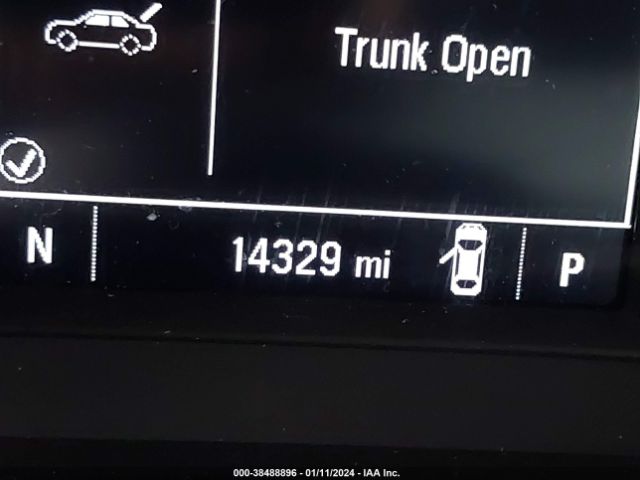 Trunk Open
N 14329 mi P
000-38488896 - 01/11/2024 - IAA Inc.